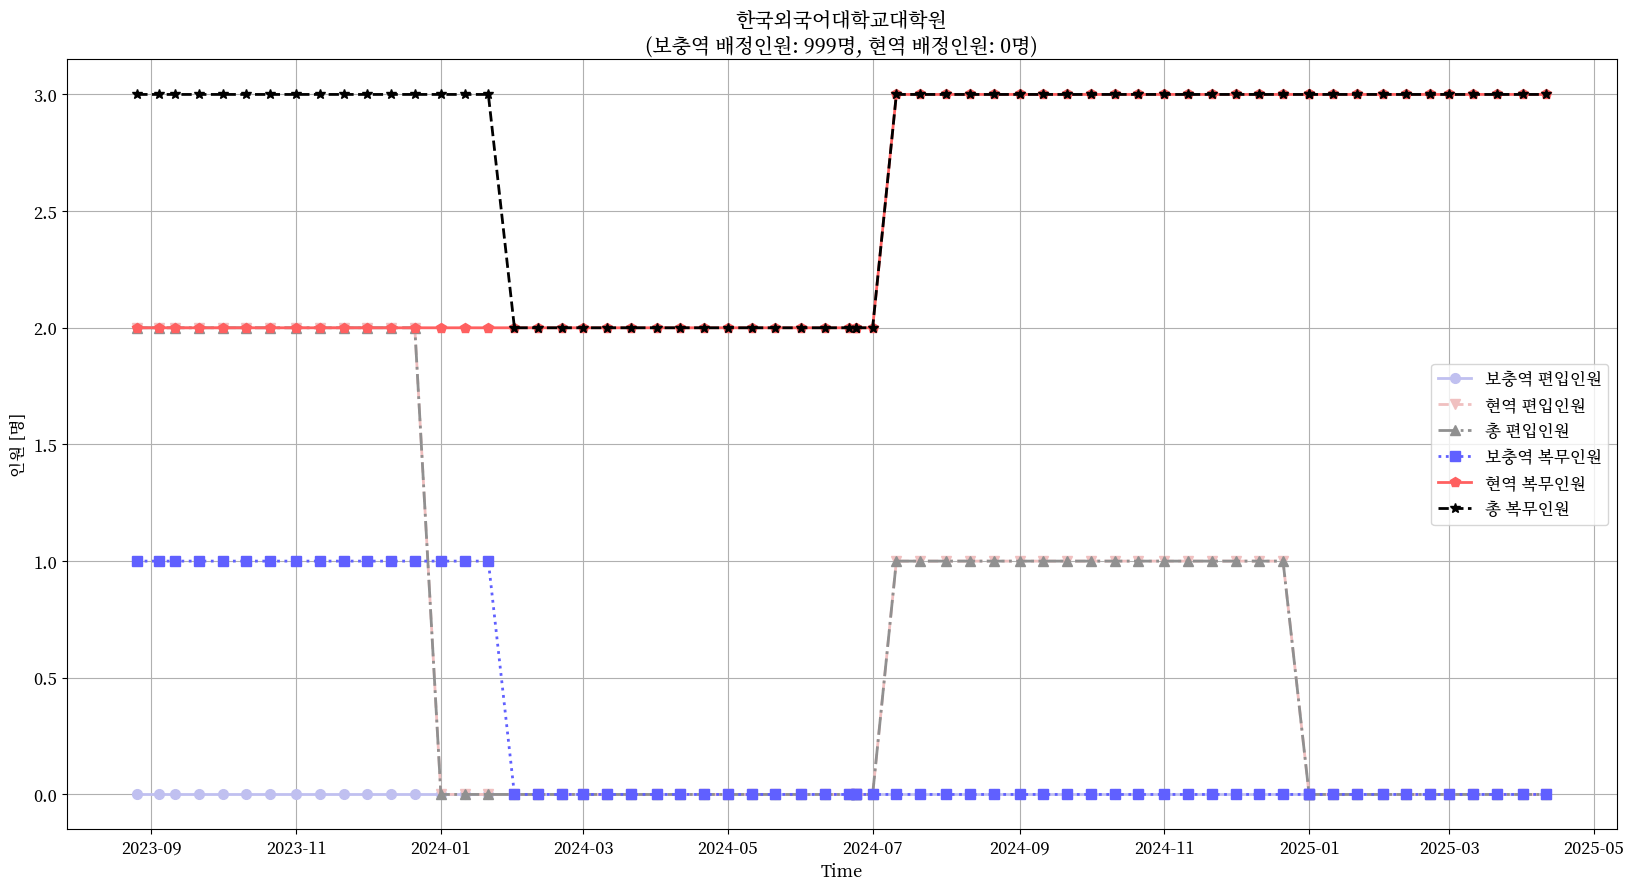 한국외국어대학교대학원
(보충역 배정인원: 999명, 현역 배정인원: 0명)
인원 [명]
3.0
2.5
2.0
1.5
1.0
0.5
0.0
보충역 편입인원
현역 편입인원
총 편입인원
보충역 복무인원
현역 복무인원
총 복무인원
2023-09
2023-11
2024-01
2024-03
2024-05
2024-07
2024-09
2024-11
2025-01
2025-03
2025-05
Time